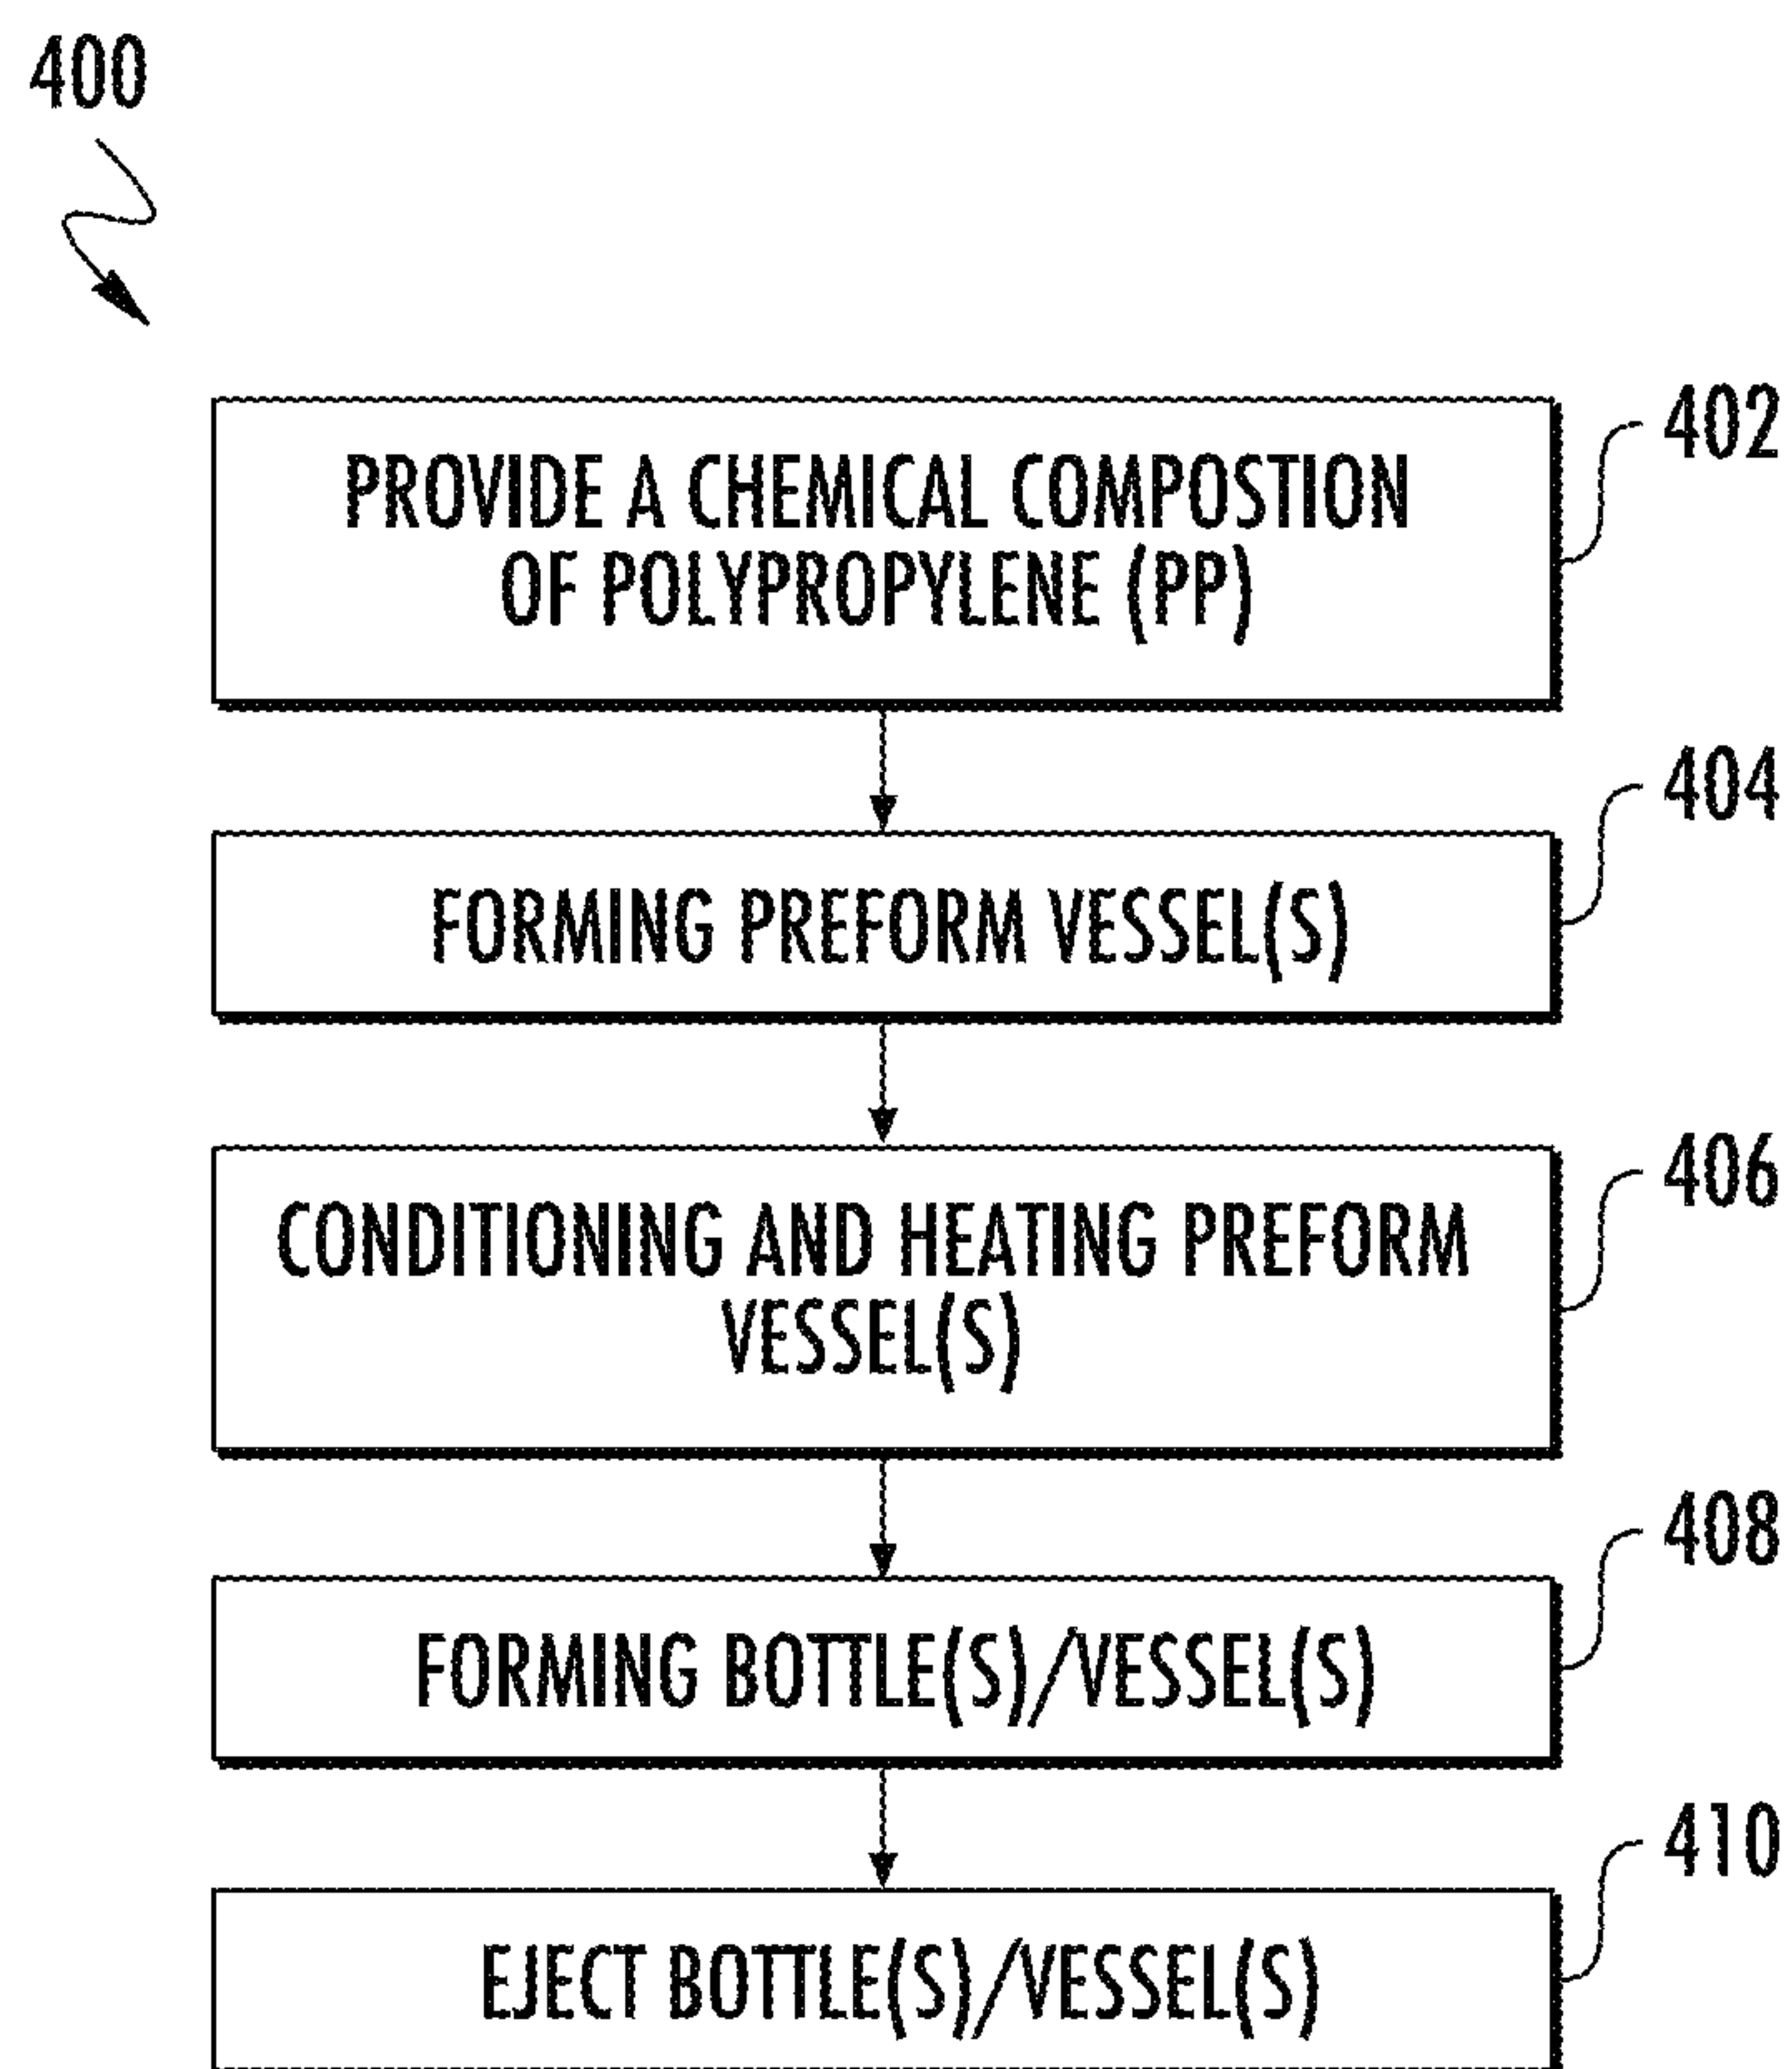 400
PROVIDE A CHEMICAL COMPOSTION
OF POLYPROPYLENE (PP)
402
FORMING PREFORM VESSEL(S)
404
CONDITIONING AND HEATING PREFORM
VESSEL(S)
406
FORMING BOTTLE(S)/VESSEL(S)
408
EJECT BOTTLE(S)/VESSEL(S)
410